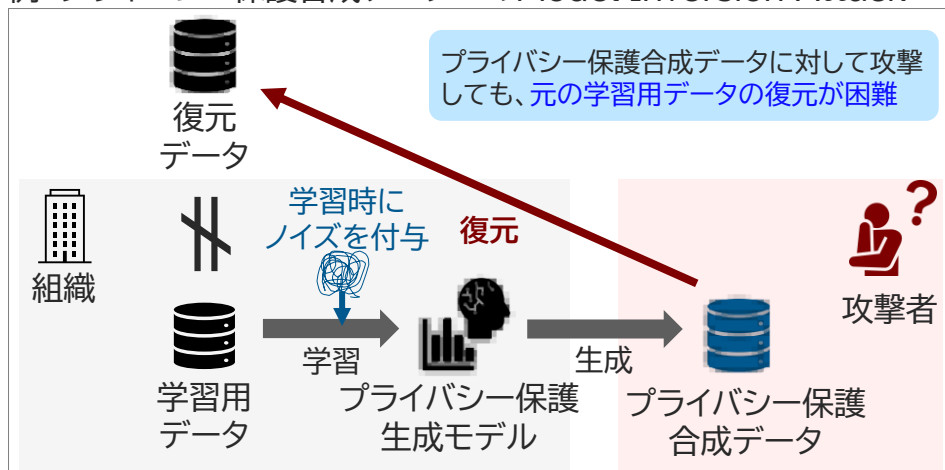 プライバシー保護合成データに対して攻撃
しても、元の学習用データの復元が困難
復元
データ
組織
学習時に
ノイズを付与
復元
?
攻撃者
学習
生成
学習用
データ
プライバシー保護
生成モデル
プライバシー保護
合成データ